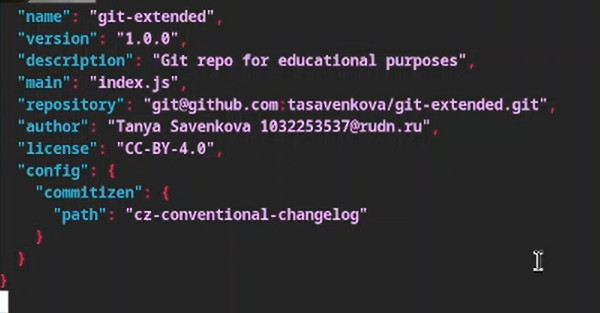 "name": "git-extended",
"version": "1.0.0",
"description": "Git repo for educational purposes",
"main": "index.js",
"repository": "git@github.com:tasavenkova/git-extended.git",
"author": "Tanya Savenkova 1032253537@rudn.ru",
"license": "CC-BY-4.0",
"config": {
"commitizen": {
"path": "cz-conventional-changelog"
}
}
}